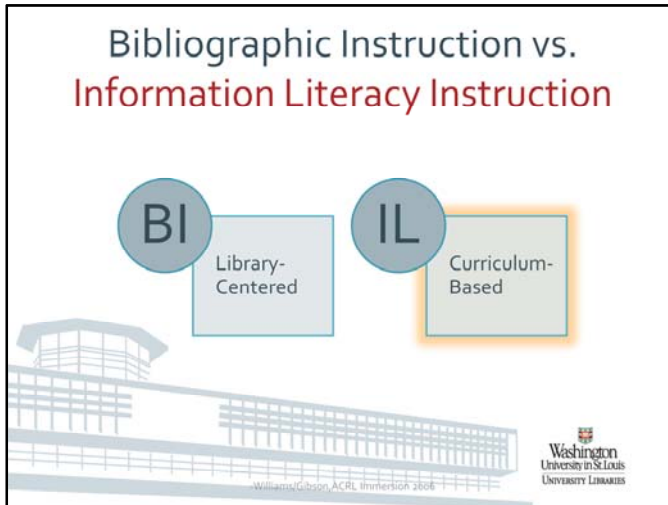 Bibliographic Instruction vs.
Information Literacy Instruction
BI
Library-
Centered
IL
Curriculum-
Based
-Williams/Gibson, ACRL Immersion 2006
Washington
University in St. Louis
UNIVERSITY LIBRARIES